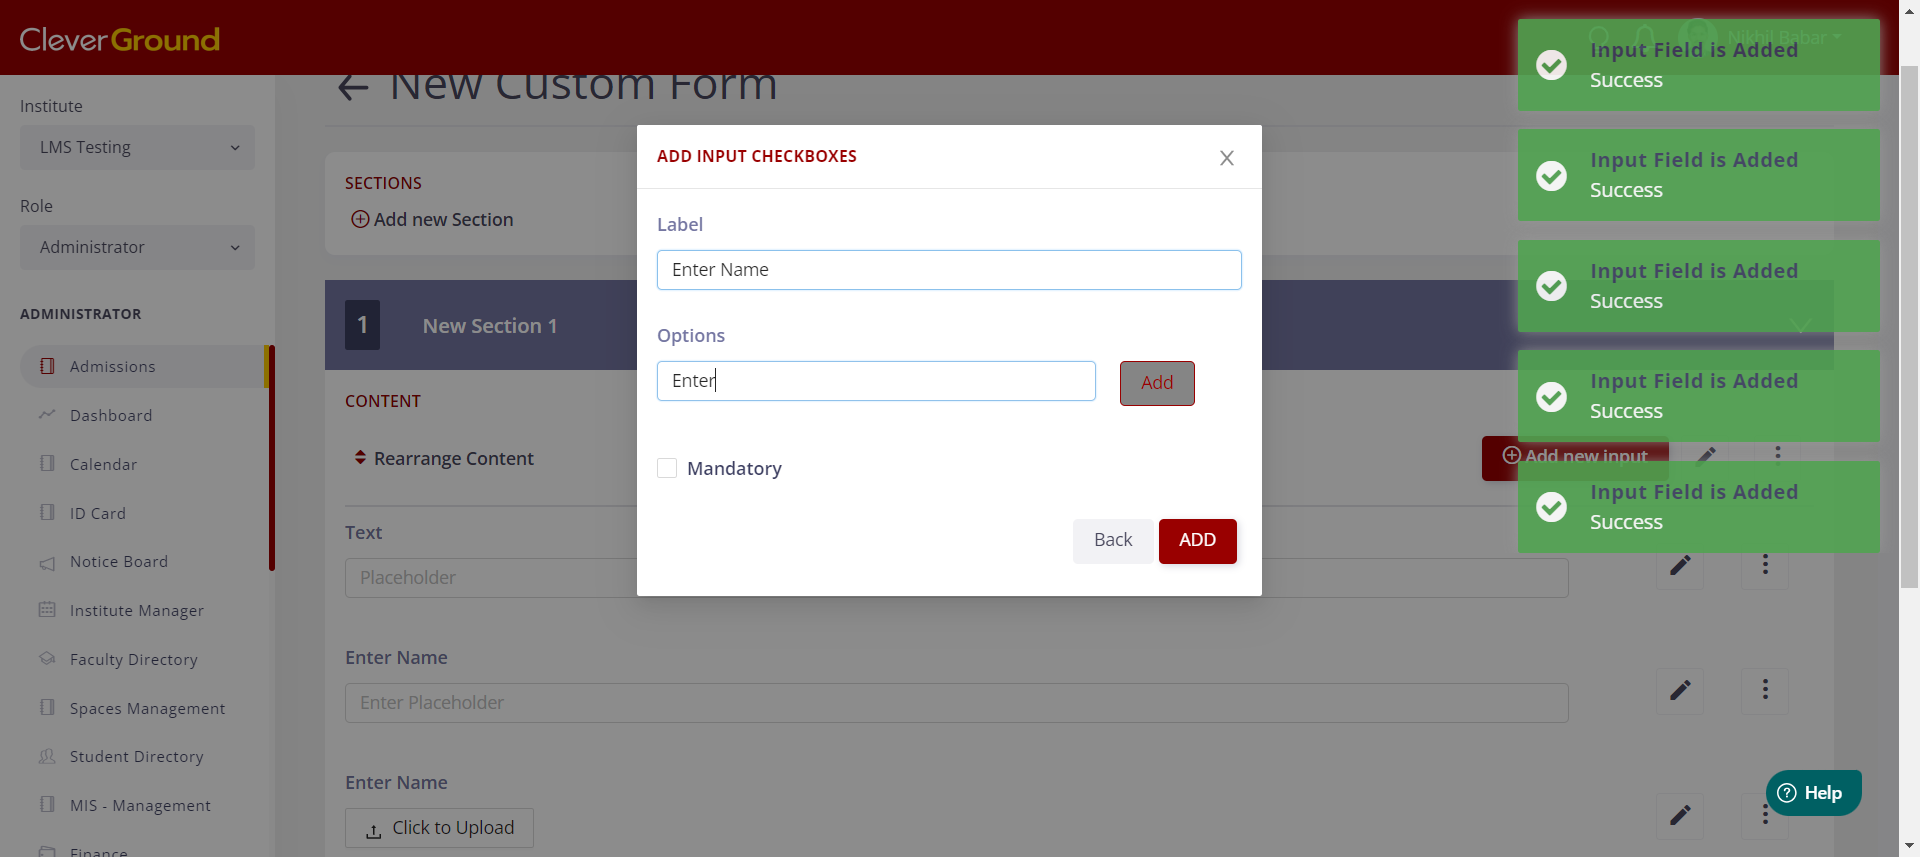 CleverGround
Nikhil Babar
Institute
LMS Testing
Role
Administrator
ADMINISTRATOR
Admissions
Dashboard
Calendar
ID Card
Notice Board
Institute Manager
Faculty Directory
Spaces Management
Student Directory
MIS - Management
Finance
New Custom Form
SECTIONS
Add new Section
1
New Section 1
CONTENT
Rearrange Content
Add new input
Text
Placeholder
Enter Name
Enter Placeholder
Enter Name
Click to Upload
ADD INPUT CHECKBOXES
Label
Enter Name
Options
Enter
Add
Mandatory
Back
ADD
Input Field is Added
Success
Input Field is Added
Success
Input Field is Added
Success
Input Field is Added
Success
Input Field is Added
Success
Help